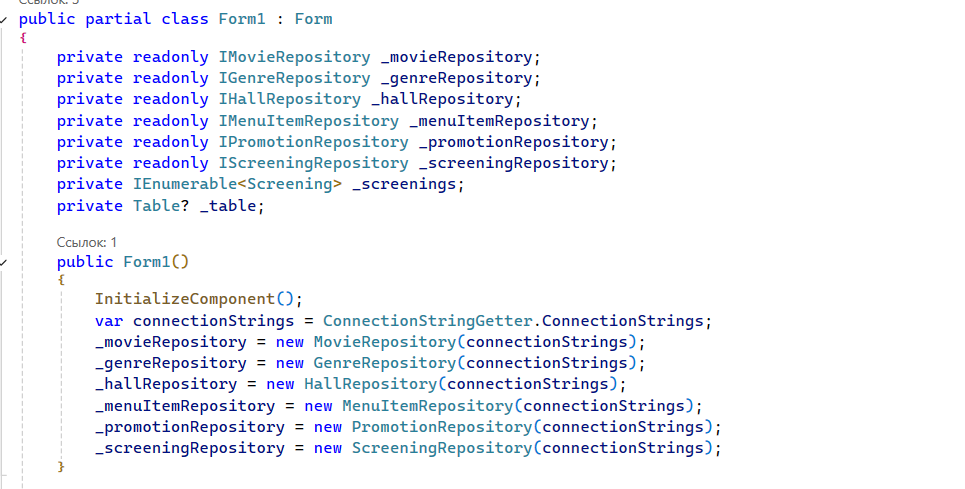 Ссылок: 3
public partial class Form1 : Form
{
private readonly IMovieRepository _movieRepository;
private readonly IGenreRepository _genreRepository;
private readonly IHallRepository _hallRepository;
private readonly IMenuItemRepository _menuItemRepository;
private readonly IPromotionRepository _promotionRepository;
private readonly IScreeningRepository _screeningRepository;
private IEnumerable<Screening> _screenings;
private Table? _table;
Ссылок: 1
public Form1()
{
InitializeComponent();
var connectionStrings = ConnectionStringGetter.ConnectionStrings;
_movieRepository = new MovieRepository(connectionStrings);
_genreRepository = new GenreRepository(connectionStrings);
_hallRepository = new HallRepository(connectionStrings);
_menuItemRepository = new MenuItemRepository(connectionStrings);
_promotionRepository = new PromotionRepository(connectionStrings);
_screeningRepository = new ScreeningRepository(connectionStrings);
}